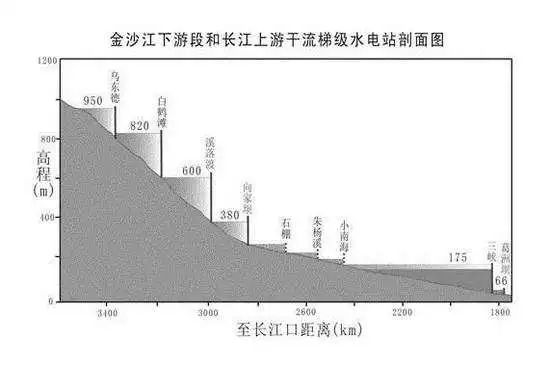 金沙江下游段和长江上游干流梯级水电站剖面图
1200
800
400
0
高程
(m)
950
乌东德
820
白鹤滩
600
溪落渡
380
向家坝
石棚
朱杨溪
小南海
175
三峡
66
葛洲坝
3400
3000
2600
2200
1800
至长江口距离(km)